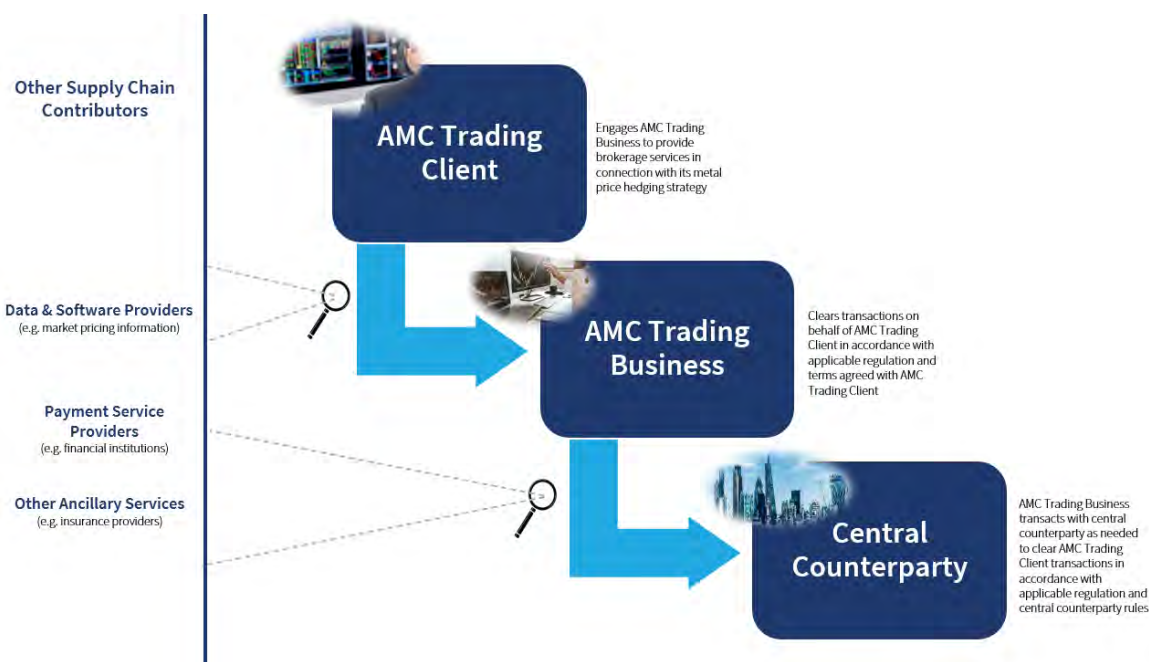 Other Supply Chain
Contributors
AMC Trading
Client
Engages AMC Trading
Business to provide
brokerage services in
connection with its metal
price hedging strategy
Data & Software Providers
(e.g. market pricing information)
AMC Trading
Business
Clears transactions on
behalf of AMC Trading
Client in accordance with
applicable regulation and
terms agreed with AMC
Trading Client
Payment Service
Providers
(e.g. financial institutions)
Other Ancillary Services
(e.g. insurance providers)
Central
Counterparty
AMC Trading Business
transacts with central
counterparty as needed
to clear AMC Trading
Client transactions in
accordance with
applicable regulation and
central counterparty rules